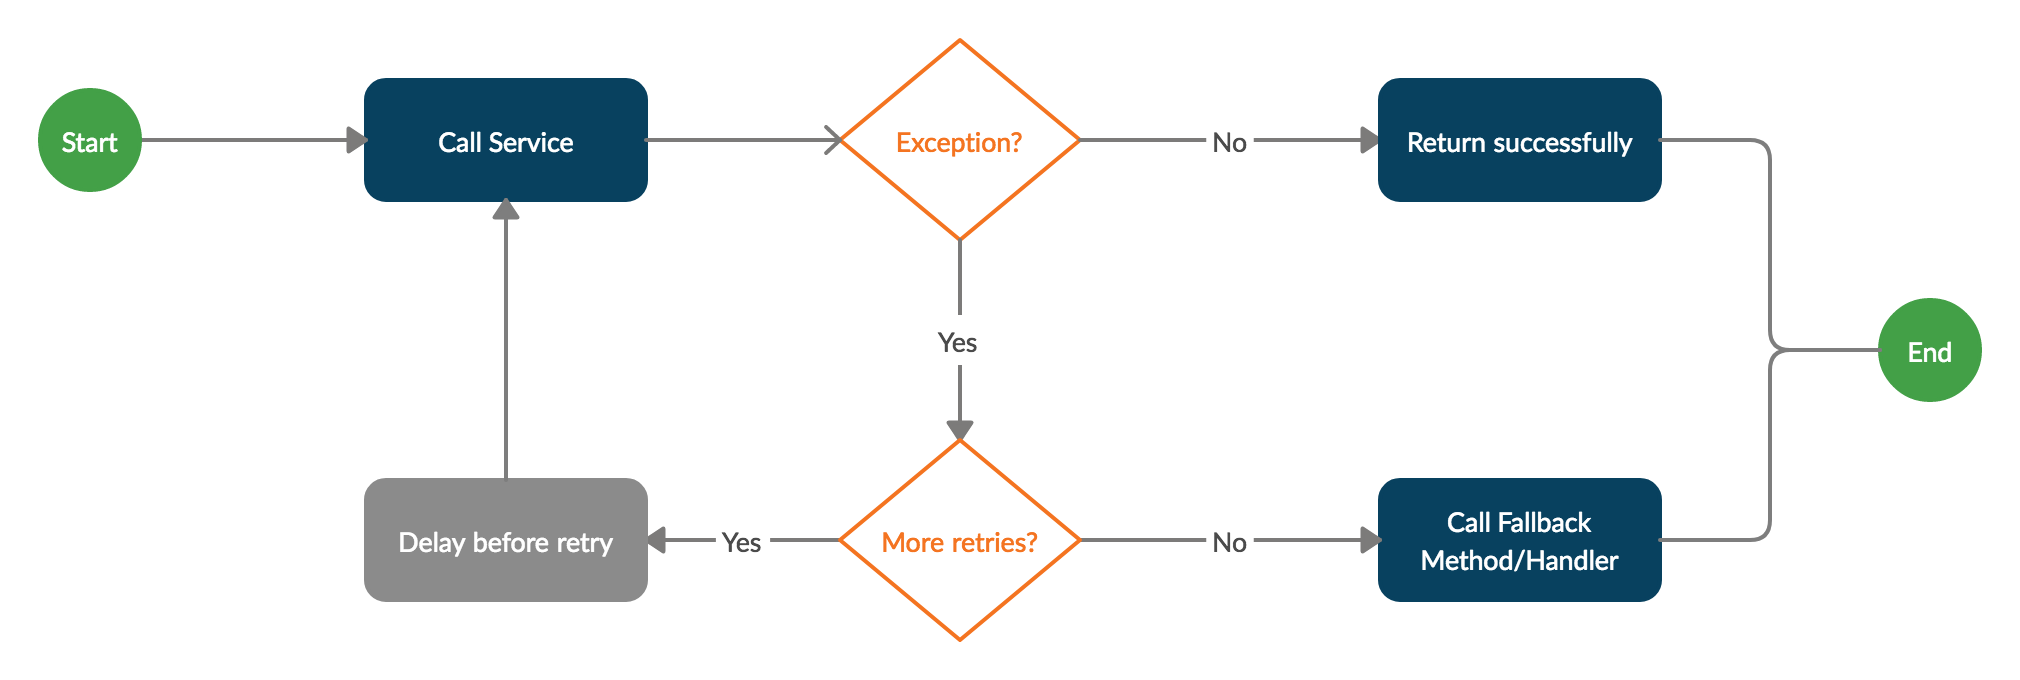 Start
Call Service
Exception?
No
Return successfully
Yes
End
Delay before retry
Yes
More retries?
No
Call Fallback
Method/Handler